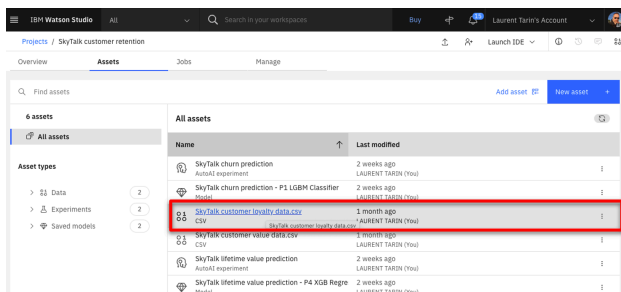 IBM Watson Studio
All
Search in your workspaces
Buy
15
Laurent Tarin's Account
Projects / SkyTalk customer retention
Launch IDE
Overview
Assets
Jobs
Manage
Find assets
Add asset
New asset +
6 assets
All assets
All assets
Asset types
Data 2
Experiments 2
Saved models 2
Name
Last modified
SkyTalk churn prediction
2 weeks ago
AutoAI experiment
LAURENT TARIN (You)
SkyTalk churn prediction - P1 LGBM Classifier
2 weeks ago
Model
LAURENT TARIN (You)
SkyTalk customer loyalty data.csv
1 month ago
CSV
LAURENT TARIN (You)
SkyTalk customer loyalty data.csv
SkyTalk customer value data.csv
1 month ago
CSV
LAURENT TARIN (You)
SkyTalk lifetime value prediction
2 weeks ago
AutoAI experiment
LAURENT TARIN (You)
SkyTalk lifetime value prediction - P4 XGB Regre
2 weeks ago
Model
LAURENT TARIN (You)